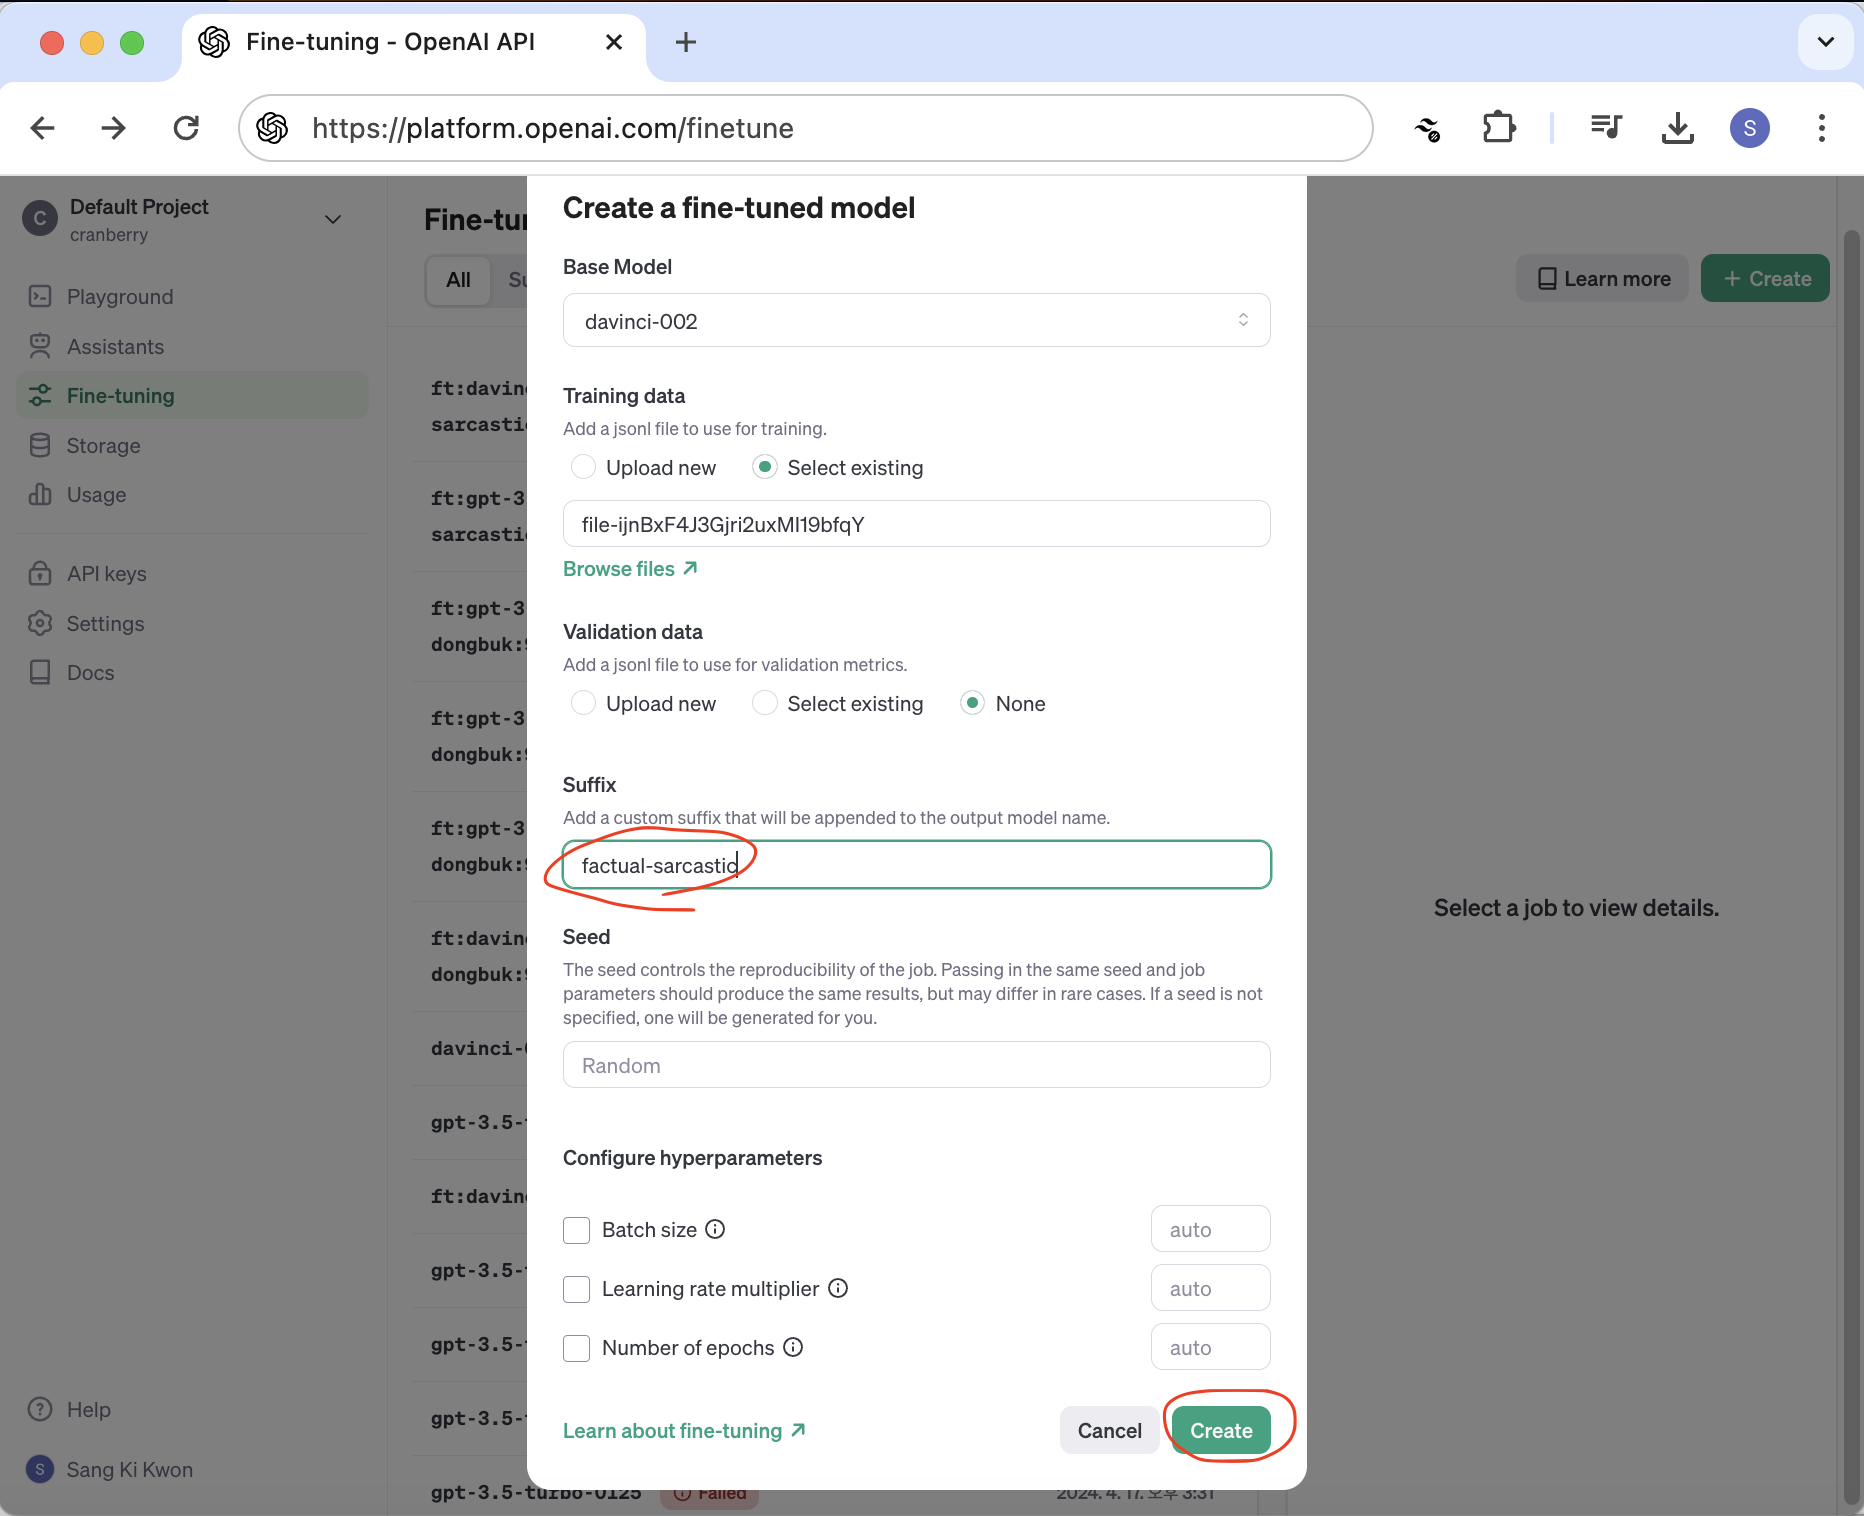 Fine-tuning - OpenAI API
https://platform.openai.com/finetune
S
C
Default Project
cranberry
Playground
Assistants
Fine-tuning
Storage
Usage
API keys
Settings
Docs
Help
S
Sang Ki Kwon
Fine-tun
All
Su
Learn more
+ Create
ft:davin
sarcastic
ft:gpt-3
sarcastic
ft:gpt-3
dongbuk:9
ft:gpt-3
dongbuk:9
ft:gpt-3
dongbuk:9
ft:davin
dongbuk:9
davinci-0
gpt-3.5-t
ft:davin
gpt-3.5-t
gpt-3.5-t
gpt-3.5-t
gpt-3.5-turbo-0125
Failed
2024. 4. 17. 오후 3:31
Create a fine-tuned model
Base Model
davinci-002
Training data
Add a jsonl file to use for training.
Upload new
Select existing
file-ijnBxF4J3Gjri2uxMI19bfqY
Browse files
Validation data
Add a jsonl file to use for validation metrics.
Upload new
Select existing
None
Suffix
Add a custom suffix that will be appended to the output model name.
factual-sarcastic
Seed
The seed controls the reproducibility of the job. Passing in the same seed and job
parameters should produce the same results, but may differ in rare cases. If a seed is not
specified, one will be generated for you.
Random
Configure hyperparameters
Batch size
auto
Learning rate multiplier
auto
Number of epochs
auto
Learn about fine-tuning
Cancel
Create
Select a job to view details.